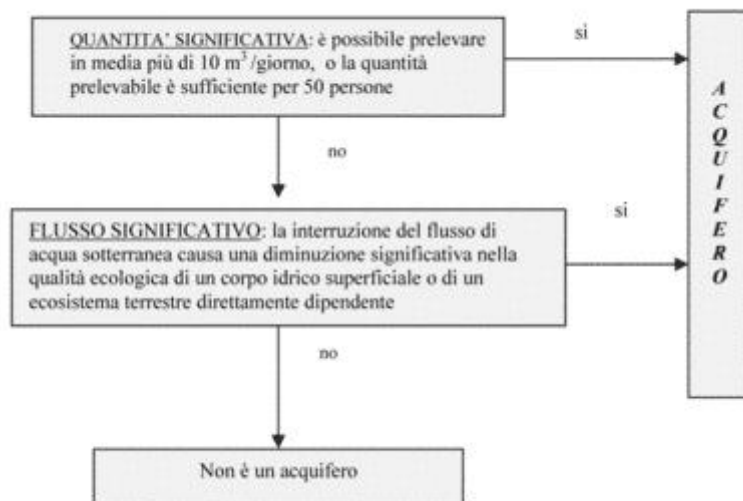 QUANTITA' SIGNIFICATIVA: è possibile prelevare
in media più di 10 m³ /giorno, o la quantità
prelevabile è sufficiente per 50 persone
si
no
FLUSSO SIGNIFICATIVO: la interruzione del flusso di
acqua sotterranea causa una diminuzione significativa nella
qualità ecologica di un corpo idrico superficiale o di un
ecosistema terrestre direttamente dipendente
si
no
Non è un acquifero
A
C
Q
U
I
F
E
R
O